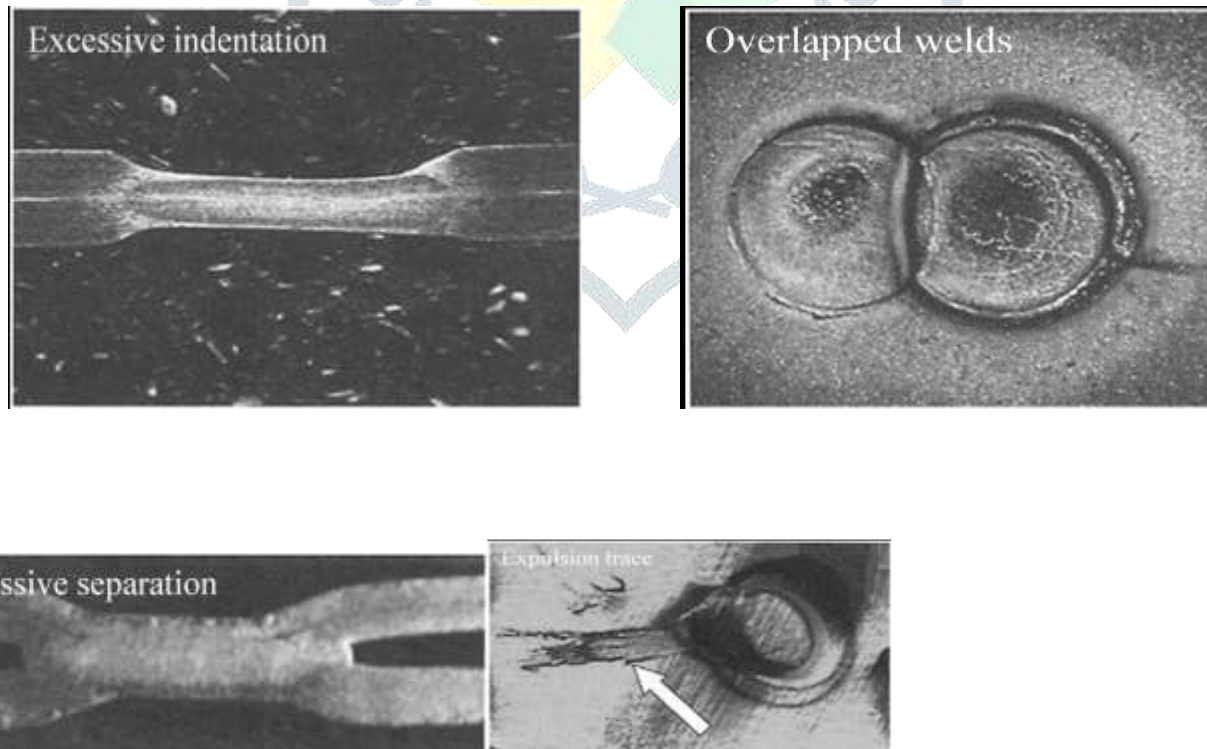 Excessive indentation
Overlapped welds
ssive separation
Expulsion trace